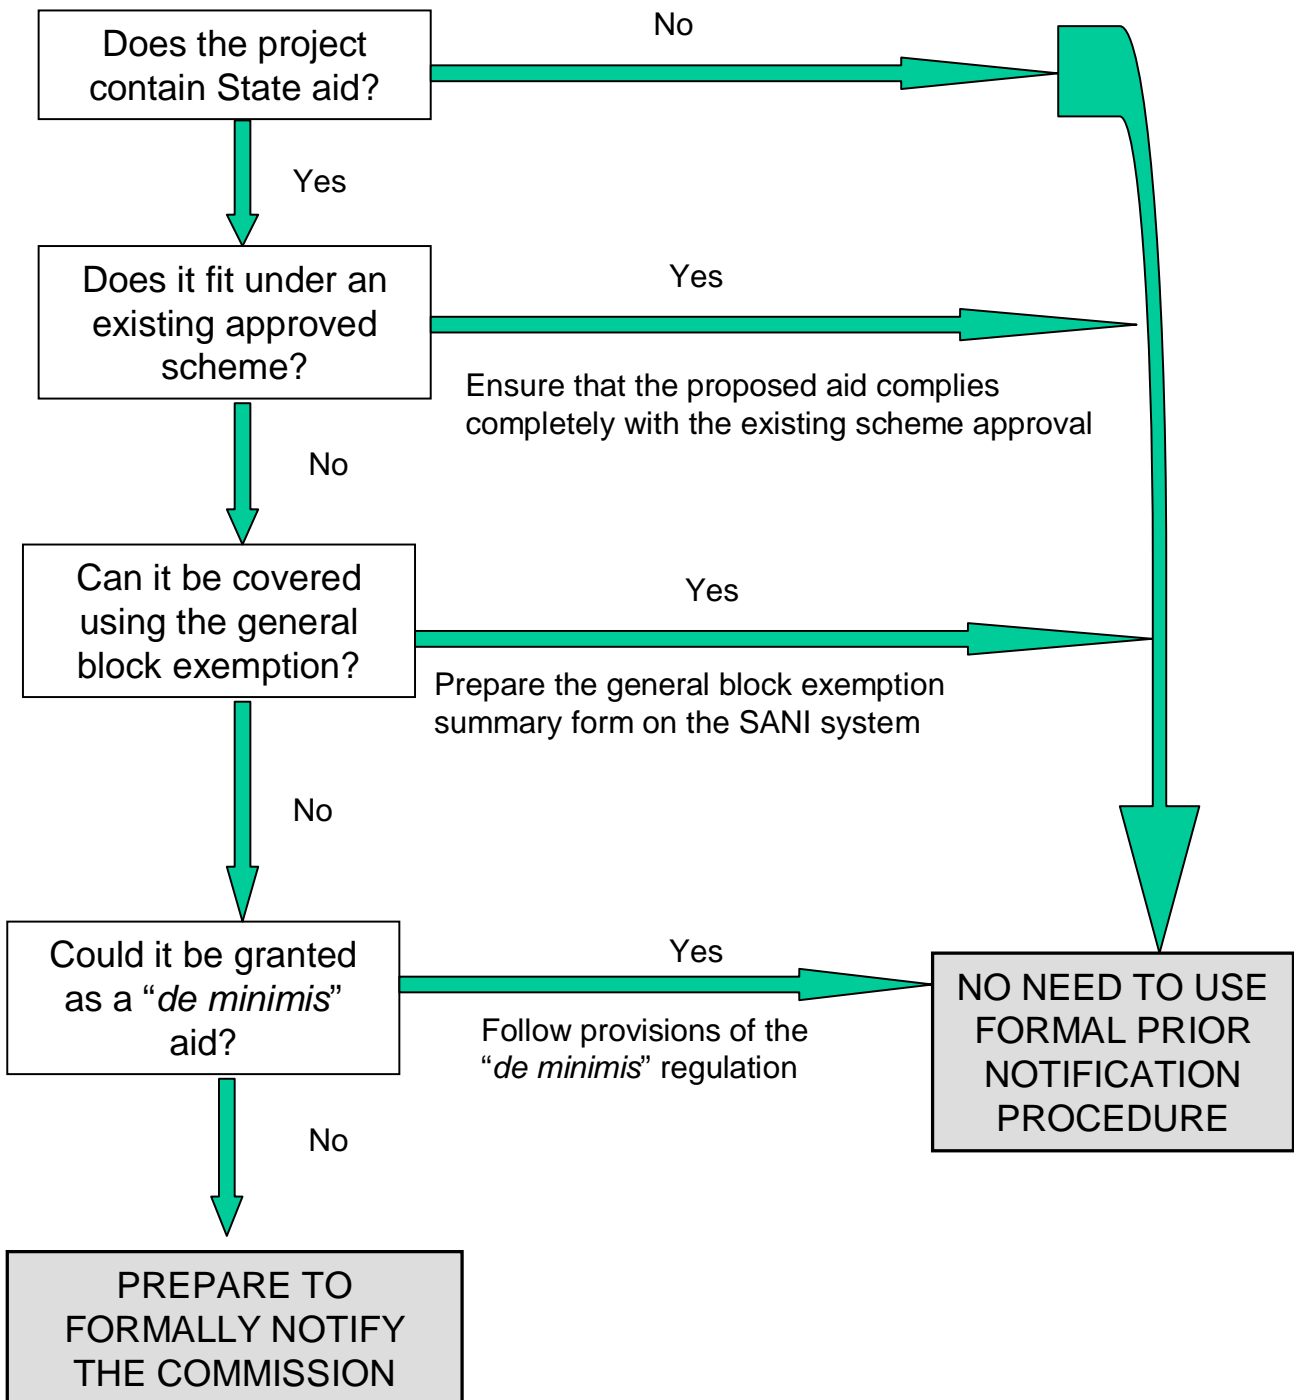 Does the project
contain State aid?
No
Yes
Does it fit under an
existing approved
scheme?
Yes
Ensure that the proposed aid complies
completely with the existing scheme approval
No
Can it be covered
using the general
block exemption?
Yes
Prepare the general block exemption
summary form on the SANI system
No
Could it be granted
as a “de minimis”
aid?
Yes
Follow provisions of the
“de minimis” regulation
NO NEED TO USE
FORMAL PRIOR
NOTIFICATION
PROCEDURE
No
PREPARE TO
FORMALLY NOTIFY
THE COMMISSION